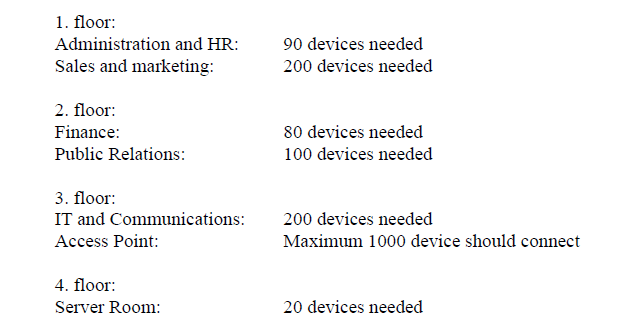 1. floor:
Administration and HR: 90 devices needed
Sales and marketing: 200 devices needed
2. floor:
Finance: 80 devices needed
Public Relations: 100 devices needed
3. floor:
IT and Communications: 200 devices needed
Access Point: Maximum 1000 device should connect
4. floor:
Server Room: 20 devices needed